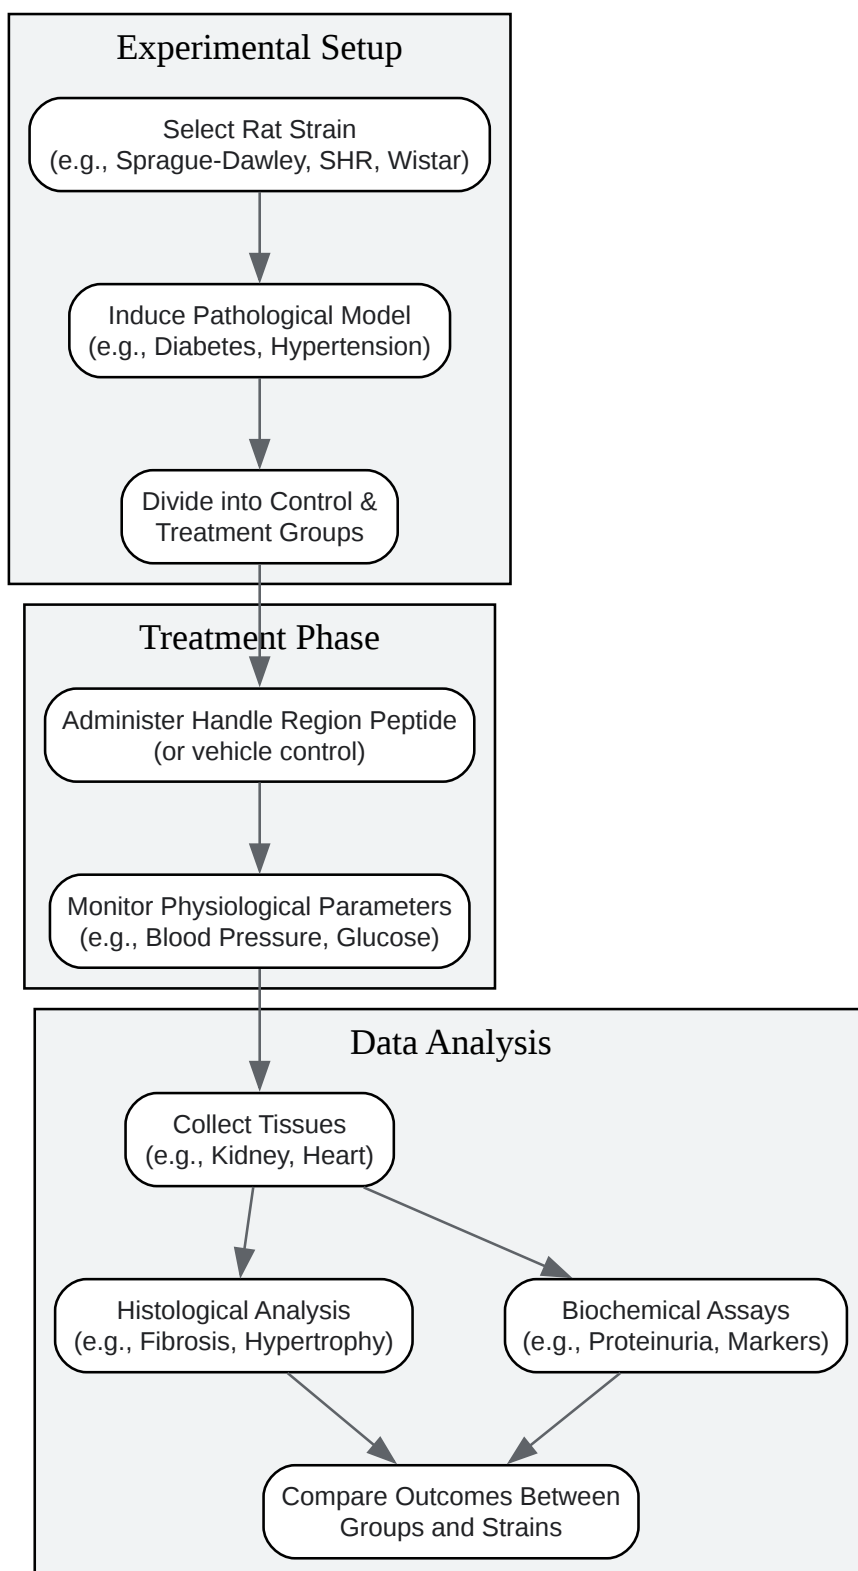 Experimental Setup
Select Rat Strain
(e.g., Sprague-Dawley, SHR, Wistar)
Induce Pathological Model
(e.g., Diabetes, Hypertension)
Divide into Control &
Treatment Groups
Treatment Phase
Administer Handle Region Peptide
(or vehicle control)
Monitor Physiological Parameters
(e.g., Blood Pressure, Glucose)
Data Analysis
Collect Tissues
(e.g., Kidney, Heart)
Histological Analysis
(e.g., Fibrosis, Hypertrophy)
Biochemical Assays
(e.g., Proteinuria, Markers)
Compare Outcomes Between
Groups and Strains